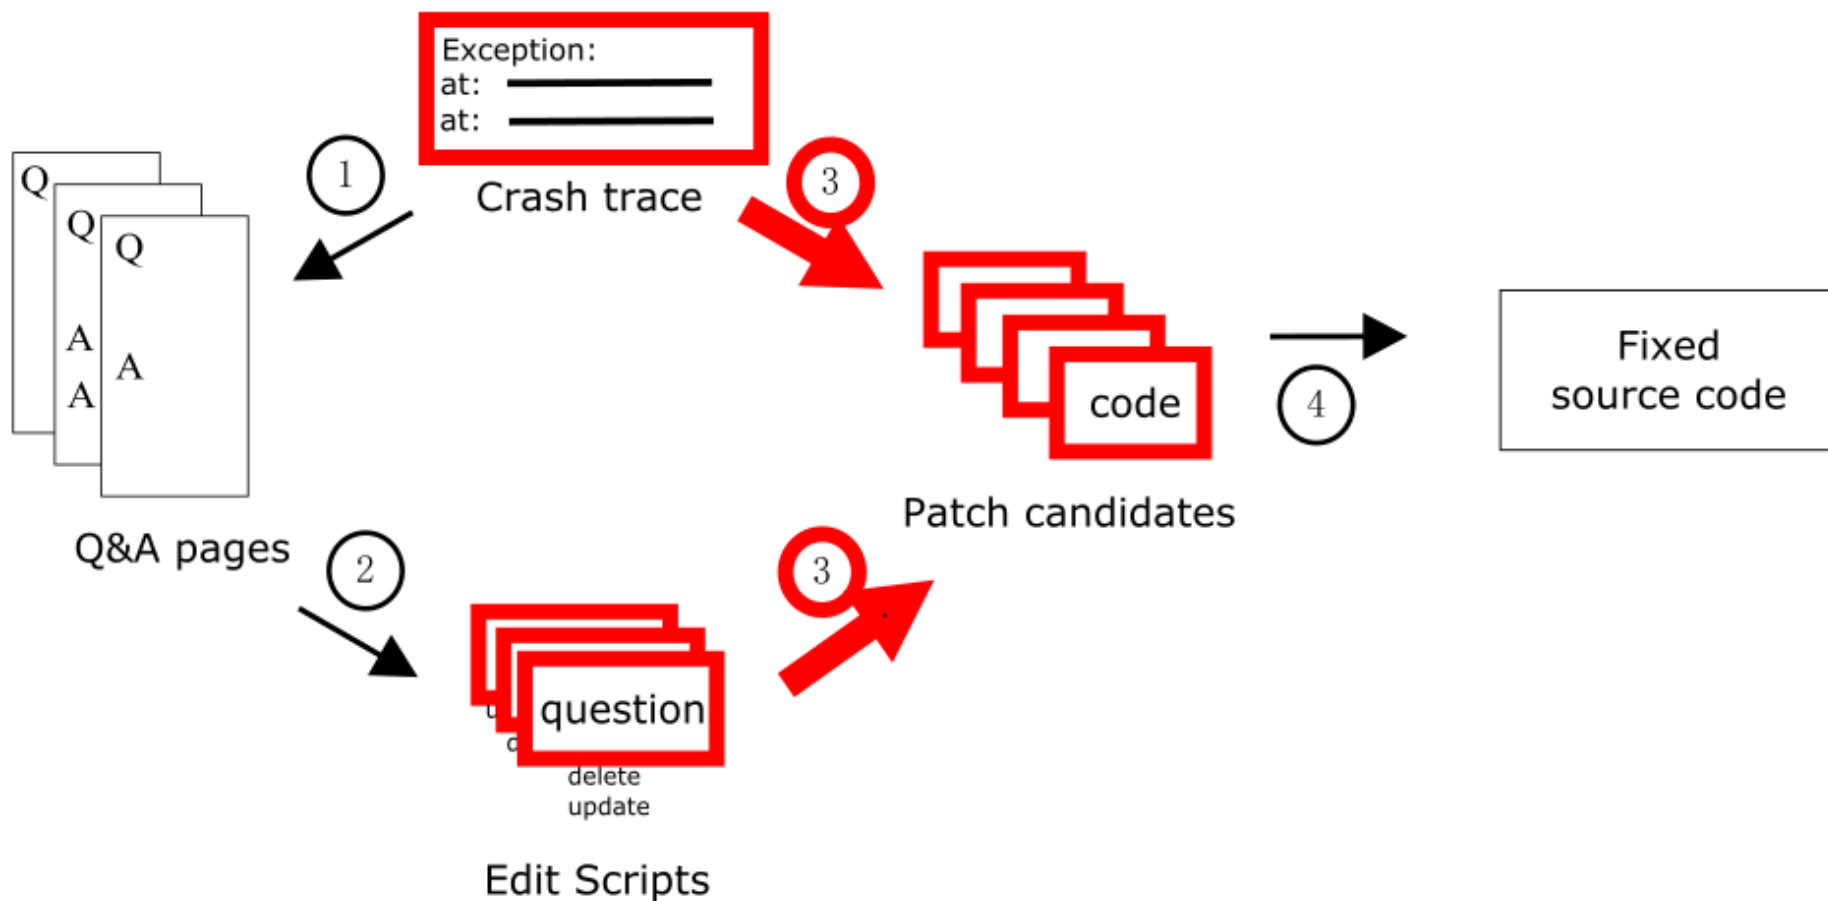 Exception:
at:
at:
Crash trace
1
3
Q
Q
Q
A
A
A
Q&A pages
code
Patch candidates
4
Fixed
source code
2
3
question
delete
update
Edit Scripts